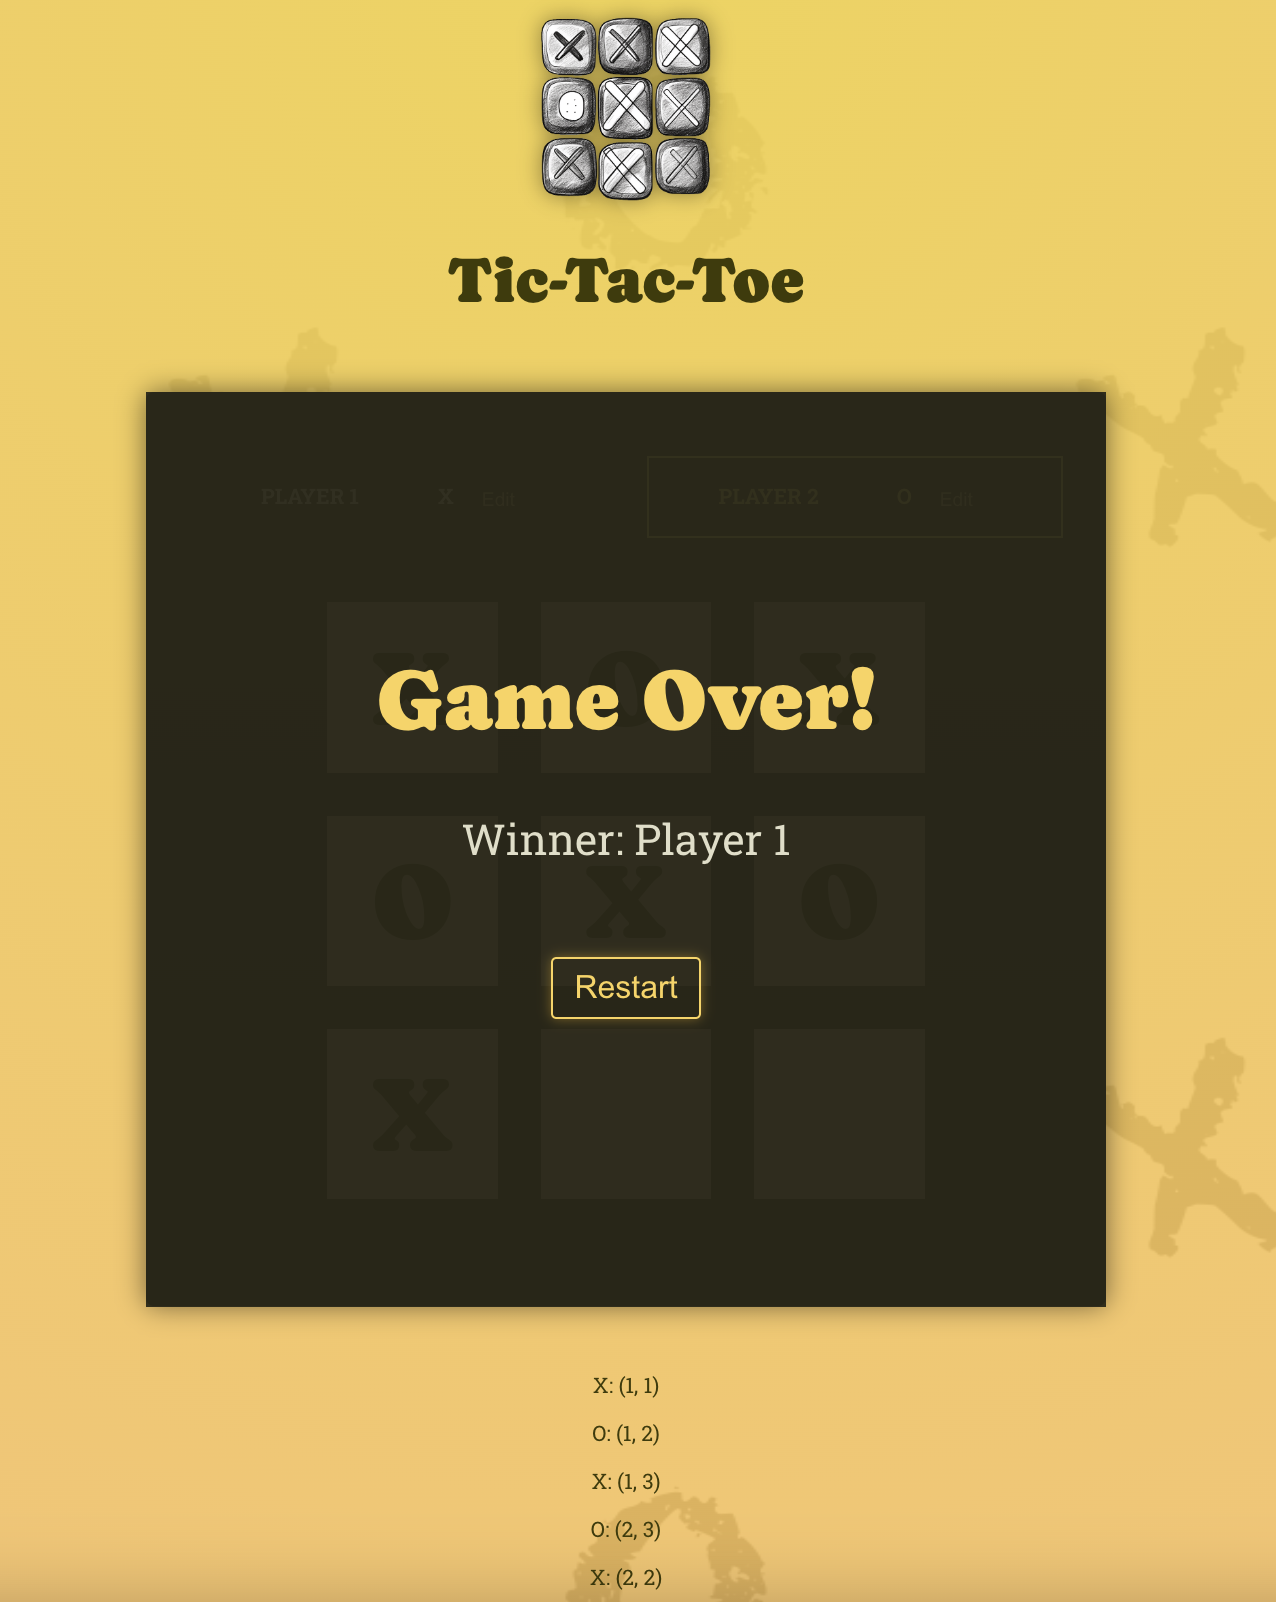 Tic-Tac-Toe
PLAYER 1 X Edit PLAYER 2 O Edit
X O X
Game Over!
Winner: Player 1
O X O
Restart
X
X: (1, 1)
O: (1, 2)
X: (1, 3)
O: (2, 3)
X: (2, 2)